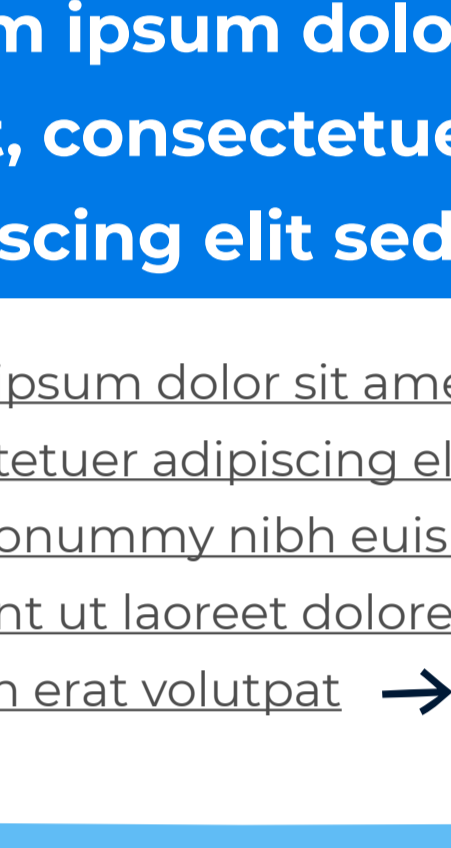 m ipsum dolo
t, consectetue
scing elit sed
ipsum dolor sit ame
tetuer adipiscing el
onummy nibh euis
nt ut laoreet dolore
n erat volutpat